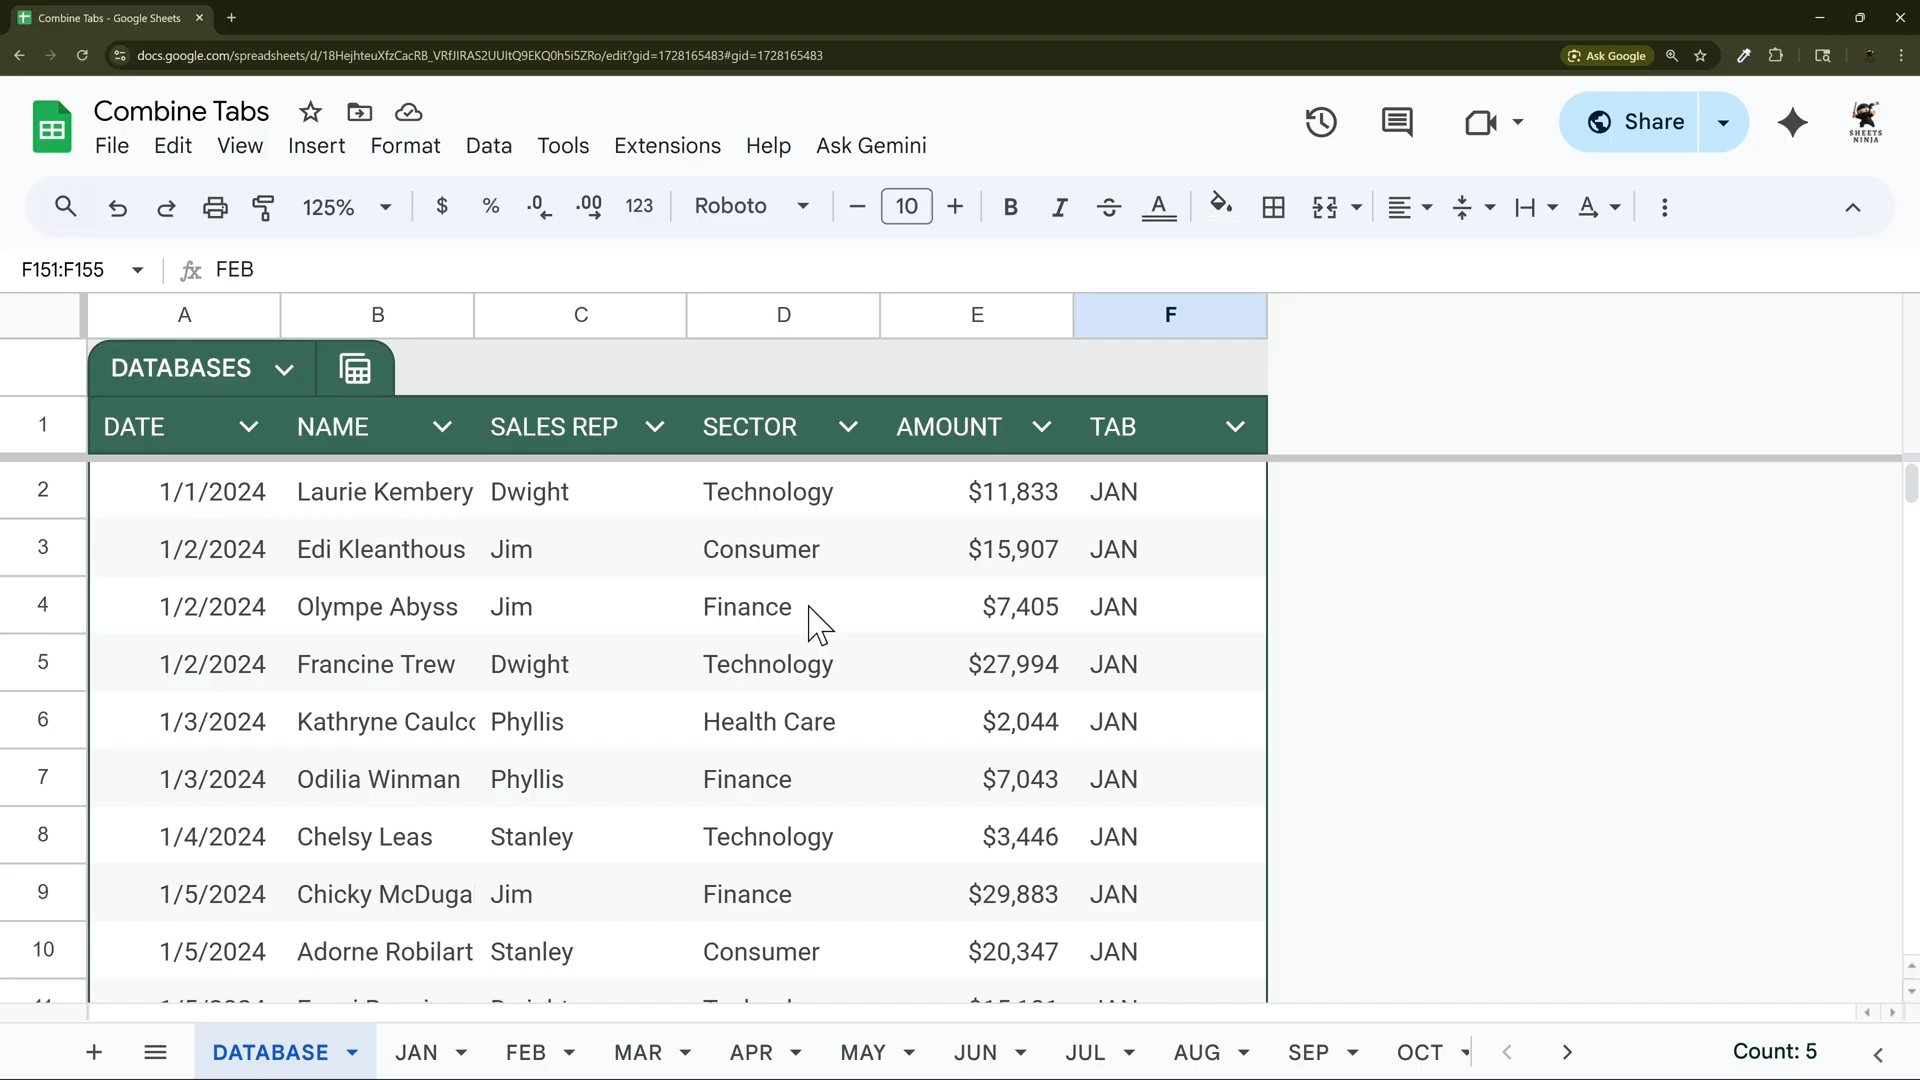 Combine Tabs - Google Sheets
docs.google.com/spreadsheets/d/18HejhteuXfzCacRB_VRfJIRAS2UUItQ9EKQ0h5i5ZRo/edit?gid=1728165483#gid=1728165483
Ask Google
Combine Tabs
File Edit View Insert Format Data Tools Extensions Help Ask Gemini
Share
SHEETS NINJA
125% $ % .0 .00 123 Roboto 10 B I A A
F151:F155 fx FEB
A B C D E F
DATABASES
1 DATE NAME SALES REP SECTOR AMOUNT TAB
2 1/1/2024 Laurie Kembery Dwight Technology $11,833 JAN
3 1/2/2024 Edi Kleanthous Jim Consumer $15,907 JAN
4 1/2/2024 Olympe Abyss Jim Finance $7,405 JAN
5 1/2/2024 Francine Trew Dwight Technology $27,994 JAN
6 1/3/2024 Kathryne Caulc Phyllis Health Care $2,044 JAN
7 1/3/2024 Odilia Winman Phyllis Finance $7,043 JAN
8 1/4/2024 Chelsy Leas Stanley Technology $3,446 JAN
9 1/5/2024 Chicky McDuga Jim Finance $29,883 JAN
10 1/5/2024 Adorne Robilart Stanley Consumer $20,347 JAN
DATABASE JAN FEB MAR APR MAY JUN JUL AUG SEP OCT Count: 5